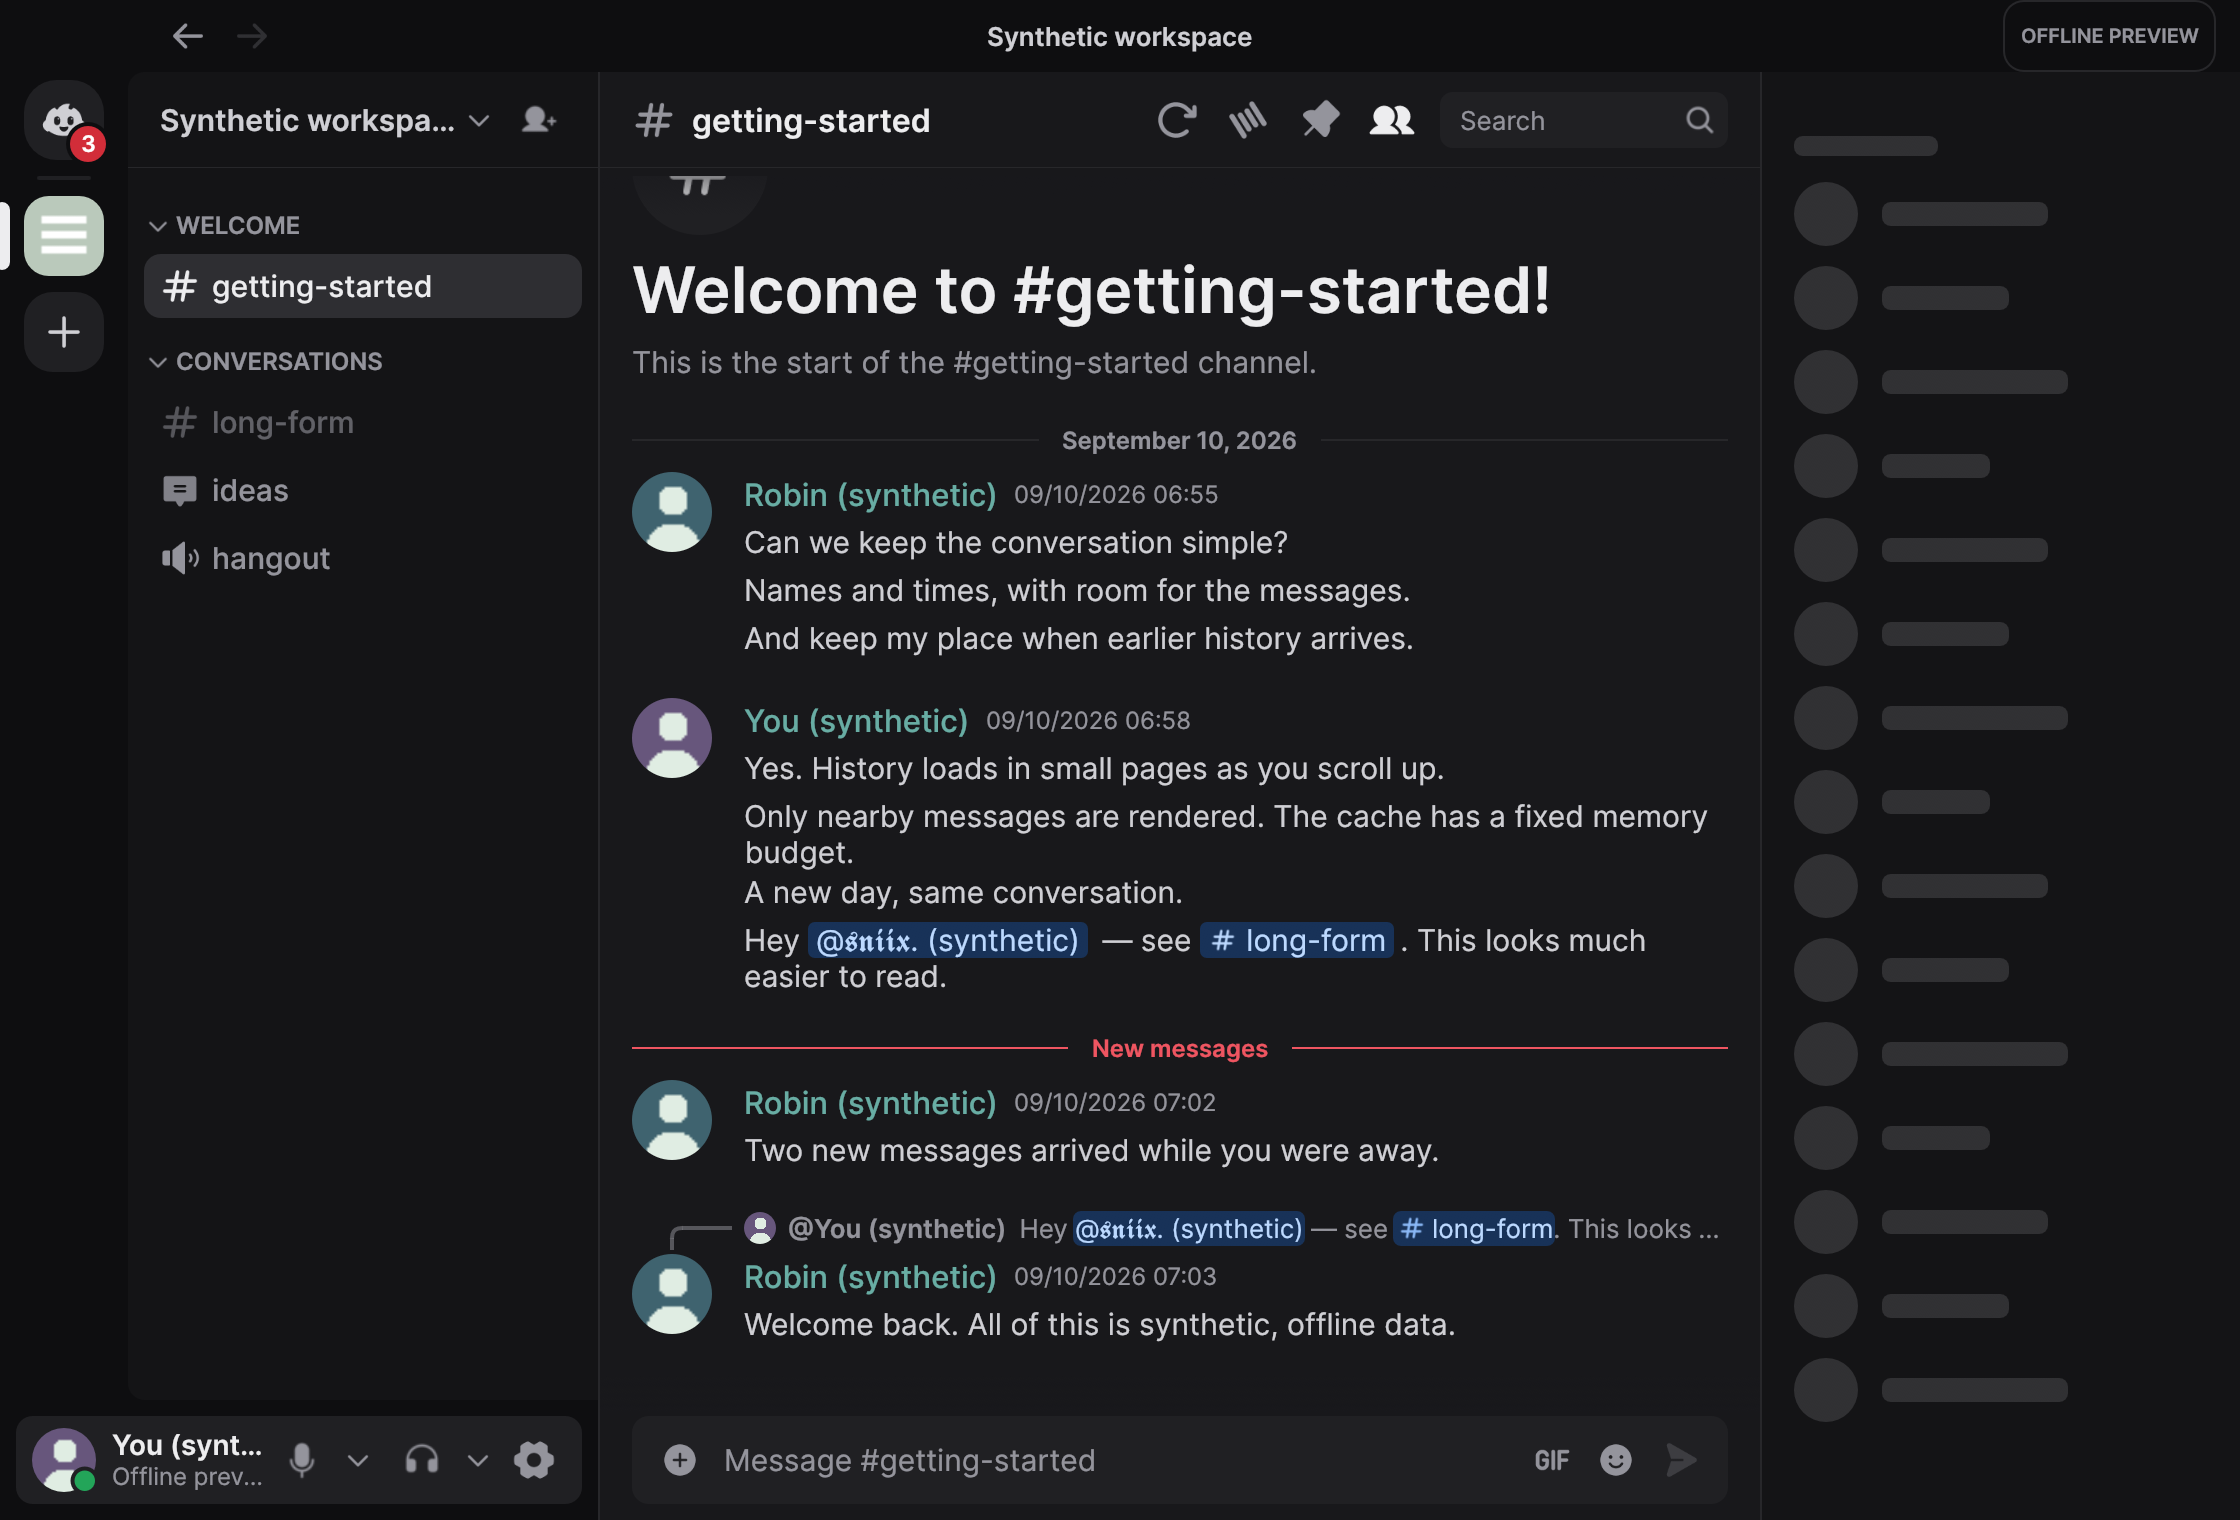 Synthetic workspace
OFFLINE PREVIEW
3
Synthetic workspa...
WELCOME
# getting-started
CONVERSATIONS
# long-form
ideas
hangout
You (synt...
Offline prev...
# getting-started
Search
#
Welcome to #getting-started!
This is the start of the #getting-started channel.
September 10, 2026
Robin (synthetic) 09/10/2026 06:55
Can we keep the conversation simple?
Names and times, with room for the messages.
And keep my place when earlier history arrives.
You (synthetic) 09/10/2026 06:58
Yes. History loads in small pages as you scroll up.
Only nearby messages are rendered. The cache has a fixed memory
budget.
A new day, same conversation.
Hey @𝖘𝖓𝖎𝖎𝖝. (synthetic) — see # long-form . This looks much
easier to read.
New messages
Robin (synthetic) 09/10/2026 07:02
Two new messages arrived while you were away.
@You (synthetic) Hey @𝖘𝖓𝖎𝖎𝖝. (synthetic) — see # long-form. This looks ...
Robin (synthetic) 09/10/2026 07:03
Welcome back. All of this is synthetic, offline data.
Message #getting-started
GIF